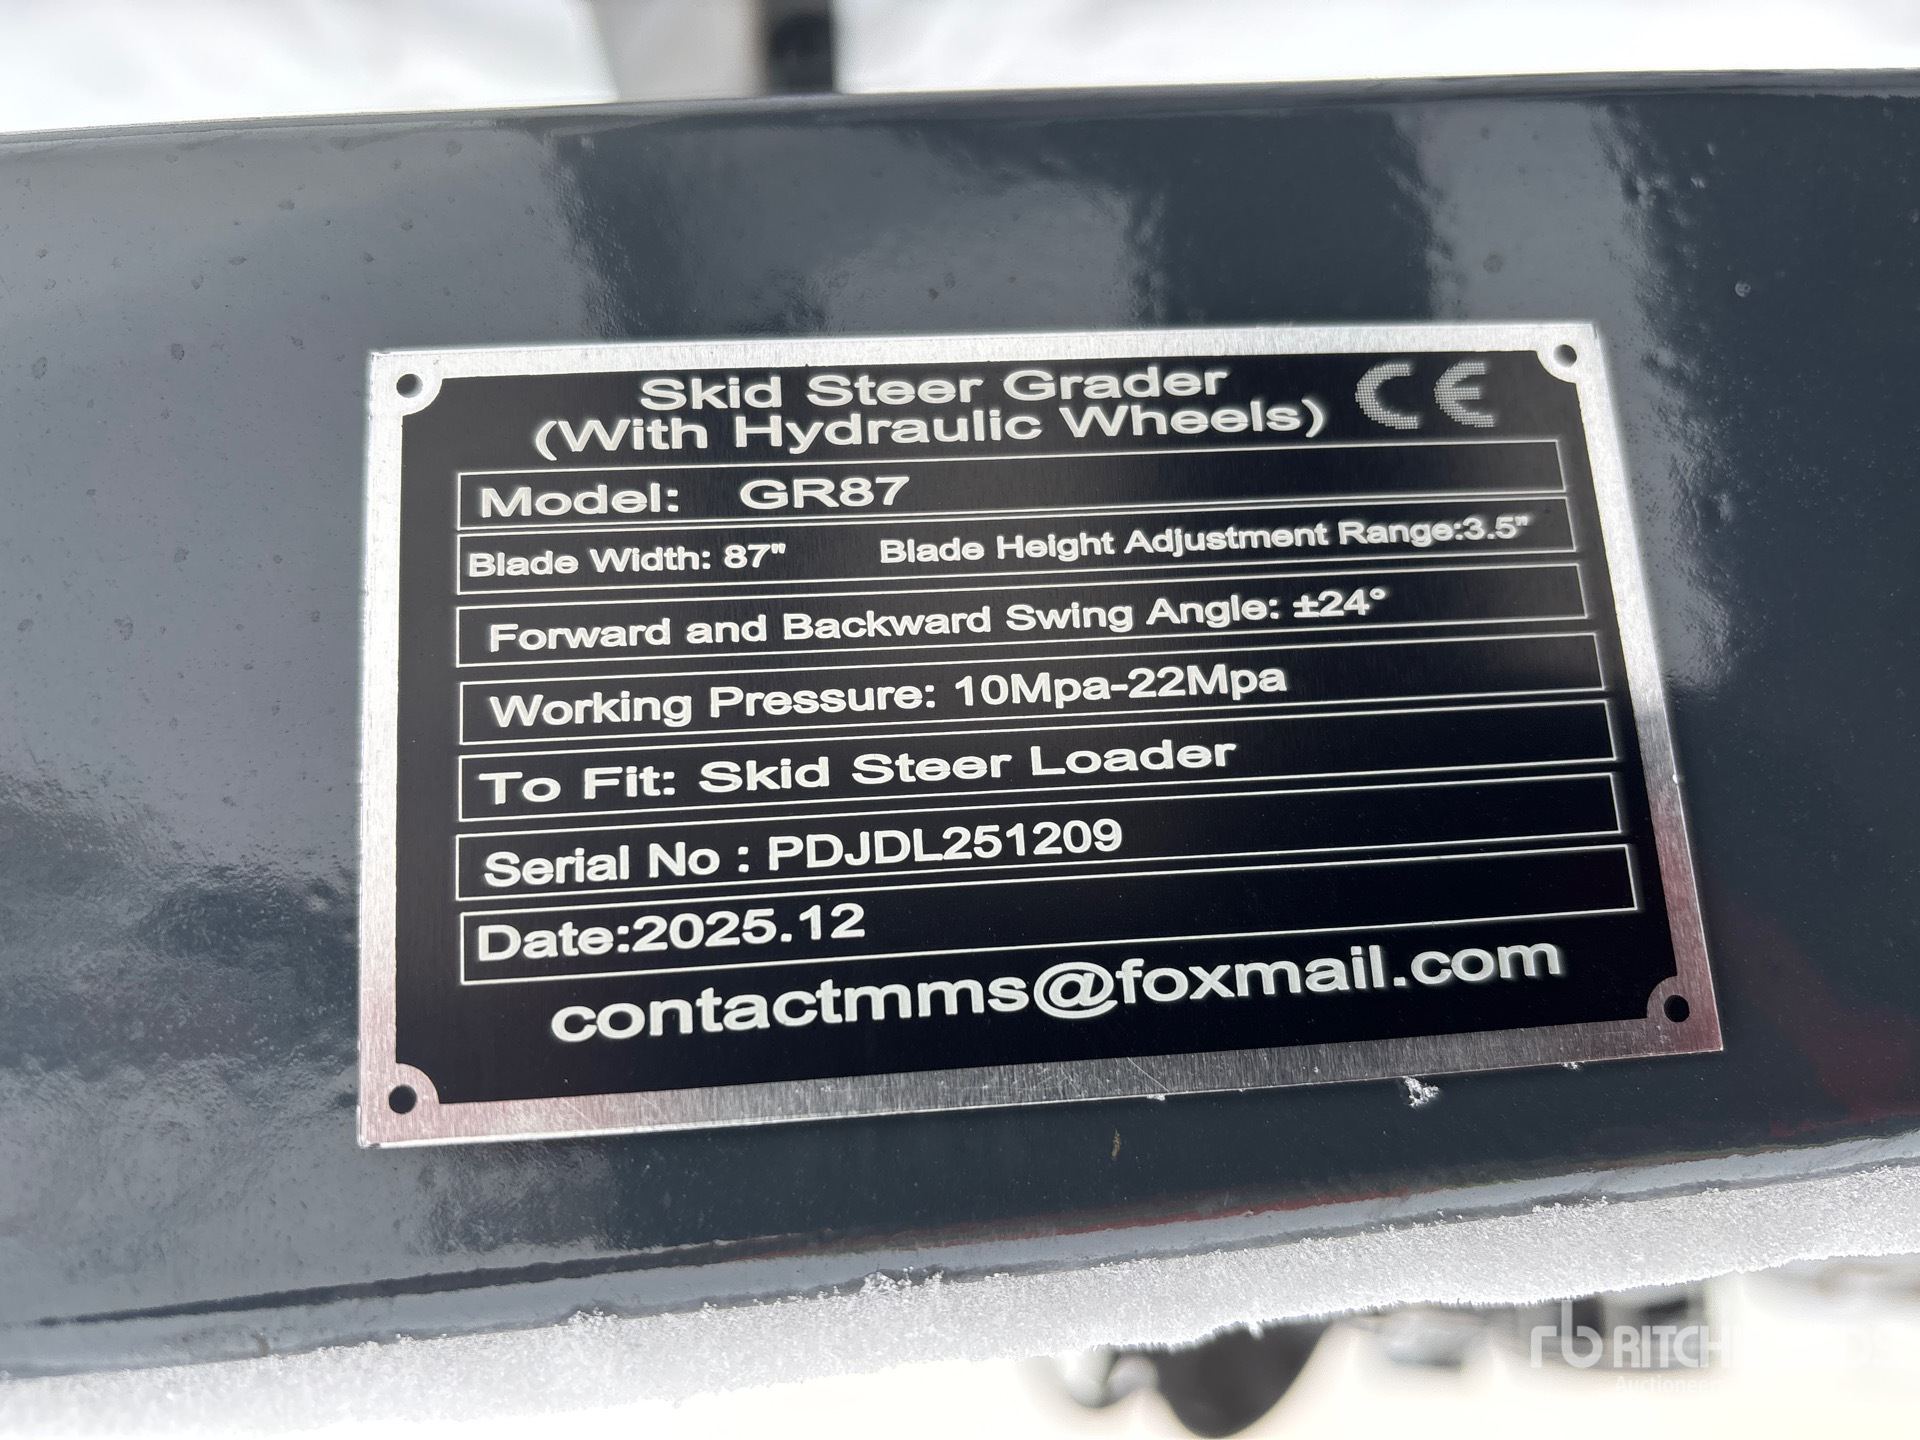 Skid Steer Grader
(With Hydraulic Wheels) CE
Model: GR87
Blade Width: 87" Blade Height Adjustment Range:3.5"
Forward and Backward Swing Angle: ±24°
Working Pressure: 10Mpa-22Mpa
To Fit: Skid Steer Loader
Serial No : PDJDL251209
Date:2025.12
contactmms@foxmail.com
rb